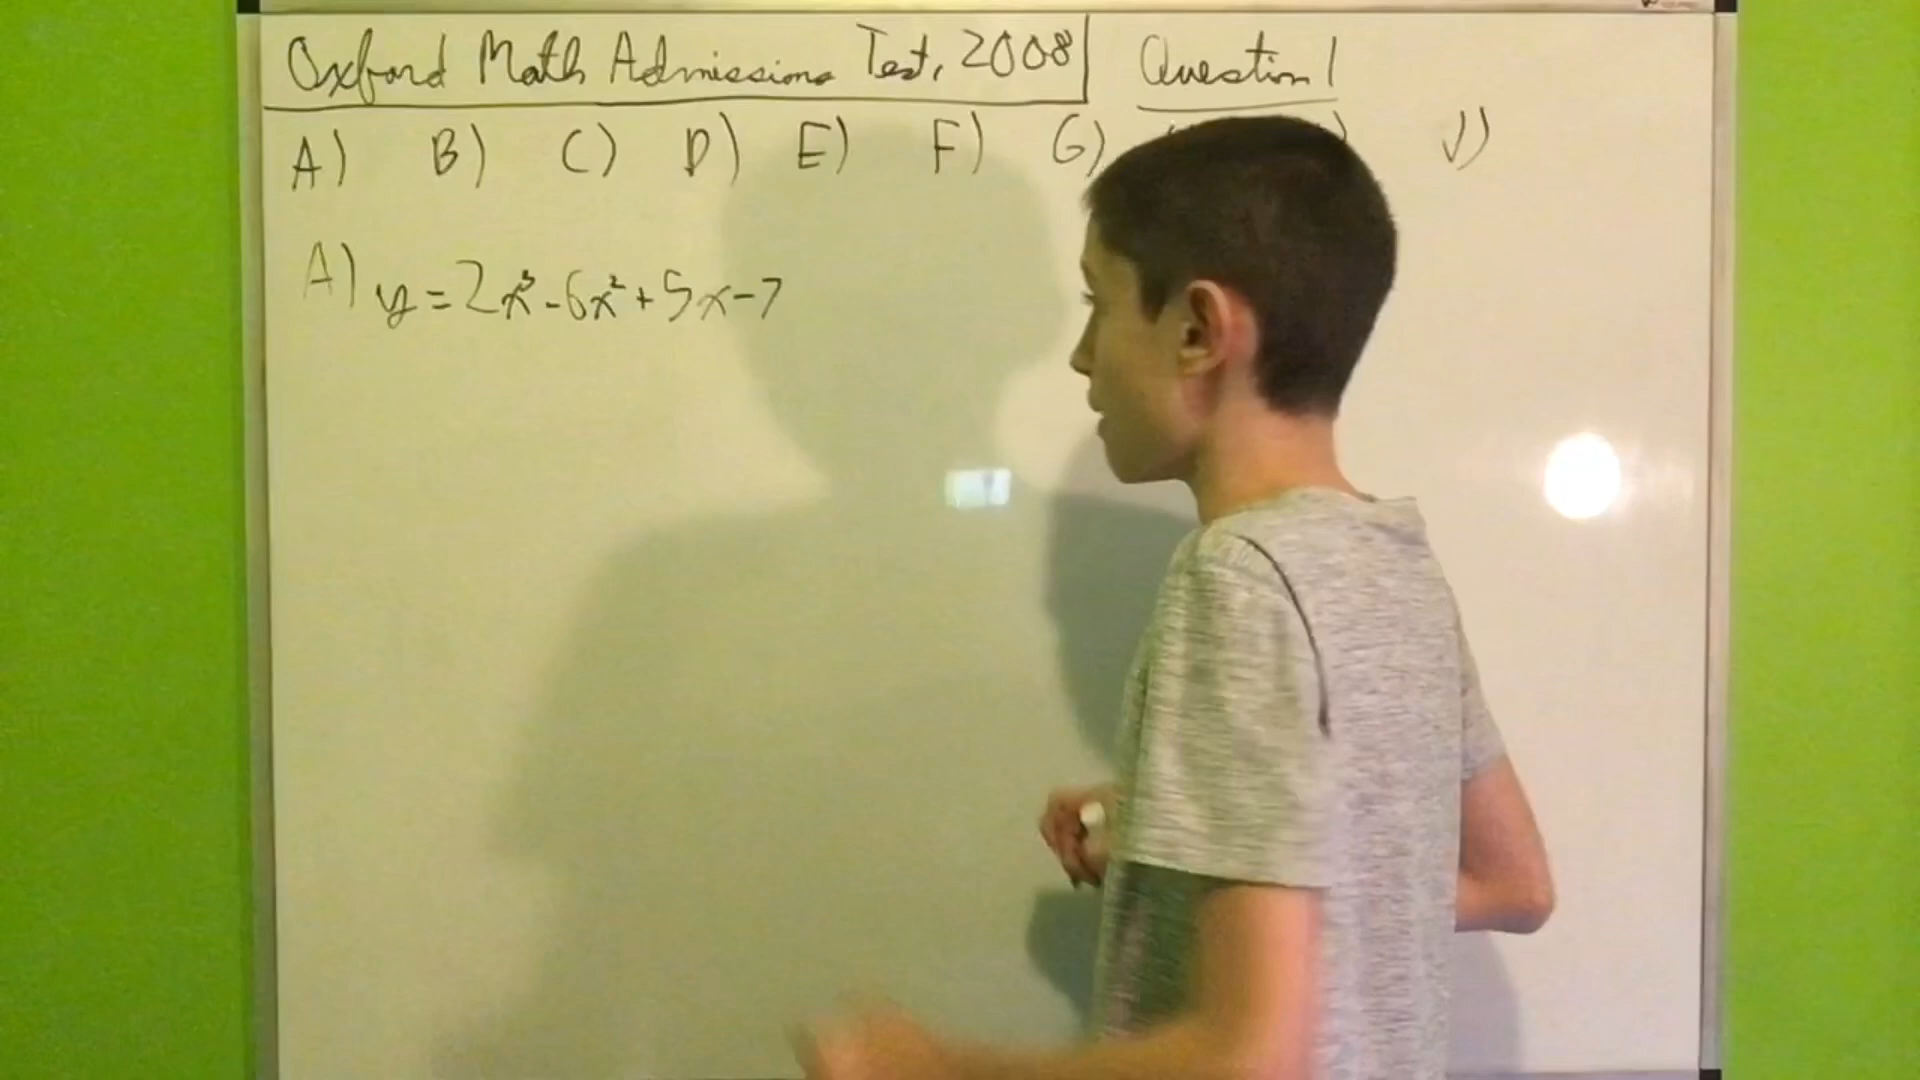 Oxford Math Admissions Test, 2008 Question 1
A) B) C) D) E) F) G) J)
A) y = 2x³ - 6x² + 5x - 7